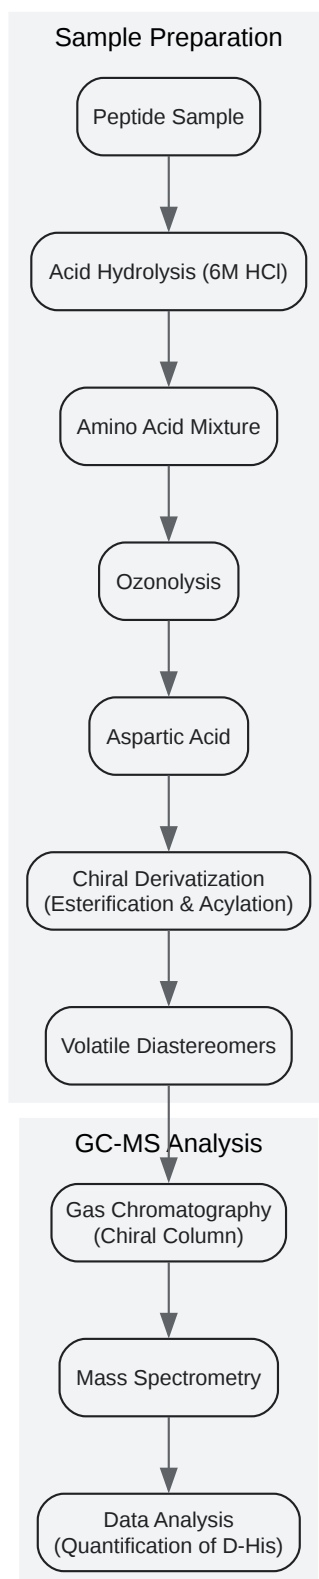 Sample Preparation
Peptide Sample
Acid Hydrolysis (6M HCl)
Amino Acid Mixture
Ozonolysis
Aspartic Acid
Chiral Derivatization
(Esterification & Acylation)
Volatile Diastereomers
GC-MS Analysis
Gas Chromatography
(Chiral Column)
Mass Spectrometry
Data Analysis
(Quantification of D-His)